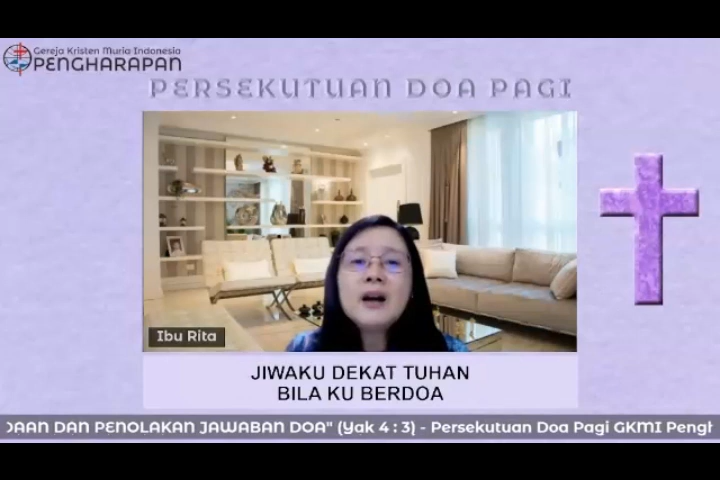 Gereja Kristen Muria Indonesia
PENGHARAPAN
PERSEKUTUAN DOA PAGI
Ibu Rita
JIWAKU DEKAT TUHAN
BILA KU BERDOA
DAAN DAN PENOLAKAN JAWABAN DOA" (Yak 4 : 3) - Persekutuan Doa Pagi GKMI Pengh